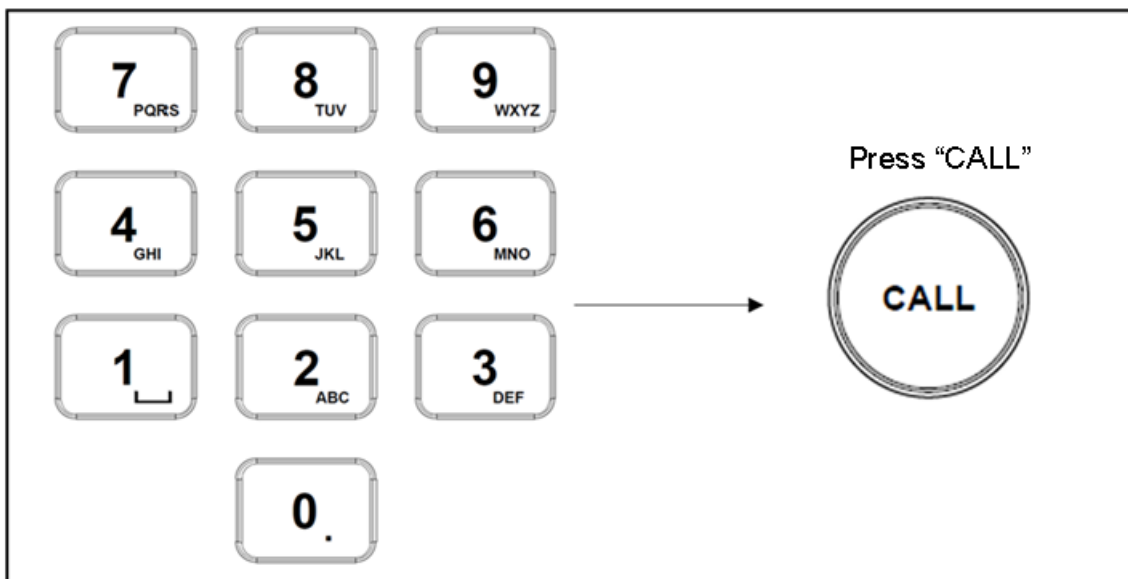 7 PQRS 8 TUV 9 WXYZ
Press “CALL”
4 GHI 5 JKL 6 MNO
CALL
1 2 ABC 3 DEF
0 .